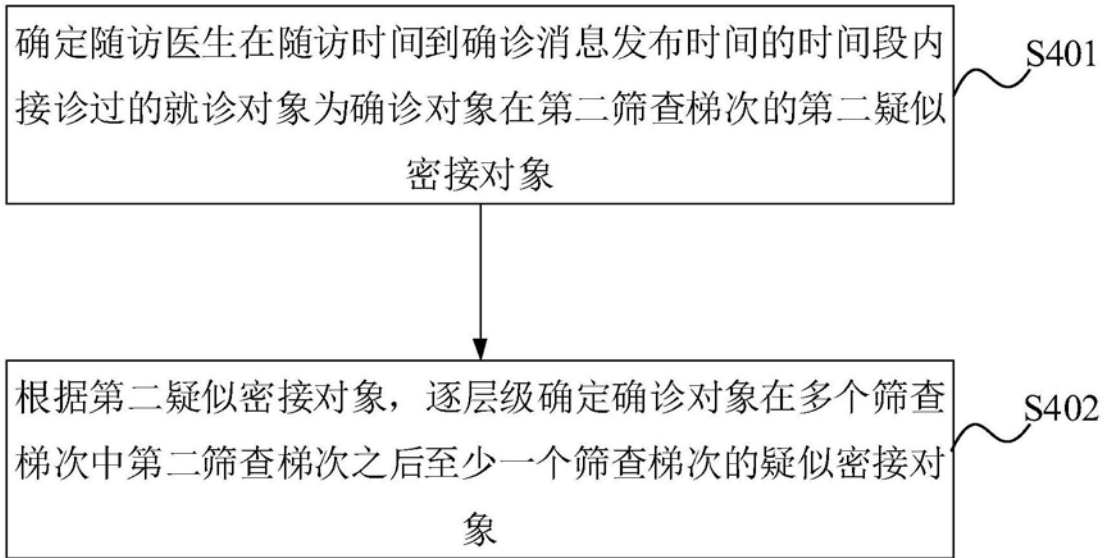 确定随访医生在随访时间到确诊消息发布时间的时间段内
接诊过的就诊对象为确诊对象在第二筛查梯次的第二疑似
密接对象
S401
根据第二疑似密接对象，逐层级确定确诊对象在多个筛查
梯次中第二筛查梯次之后至少一个筛查梯次的疑似密接对
象
S402